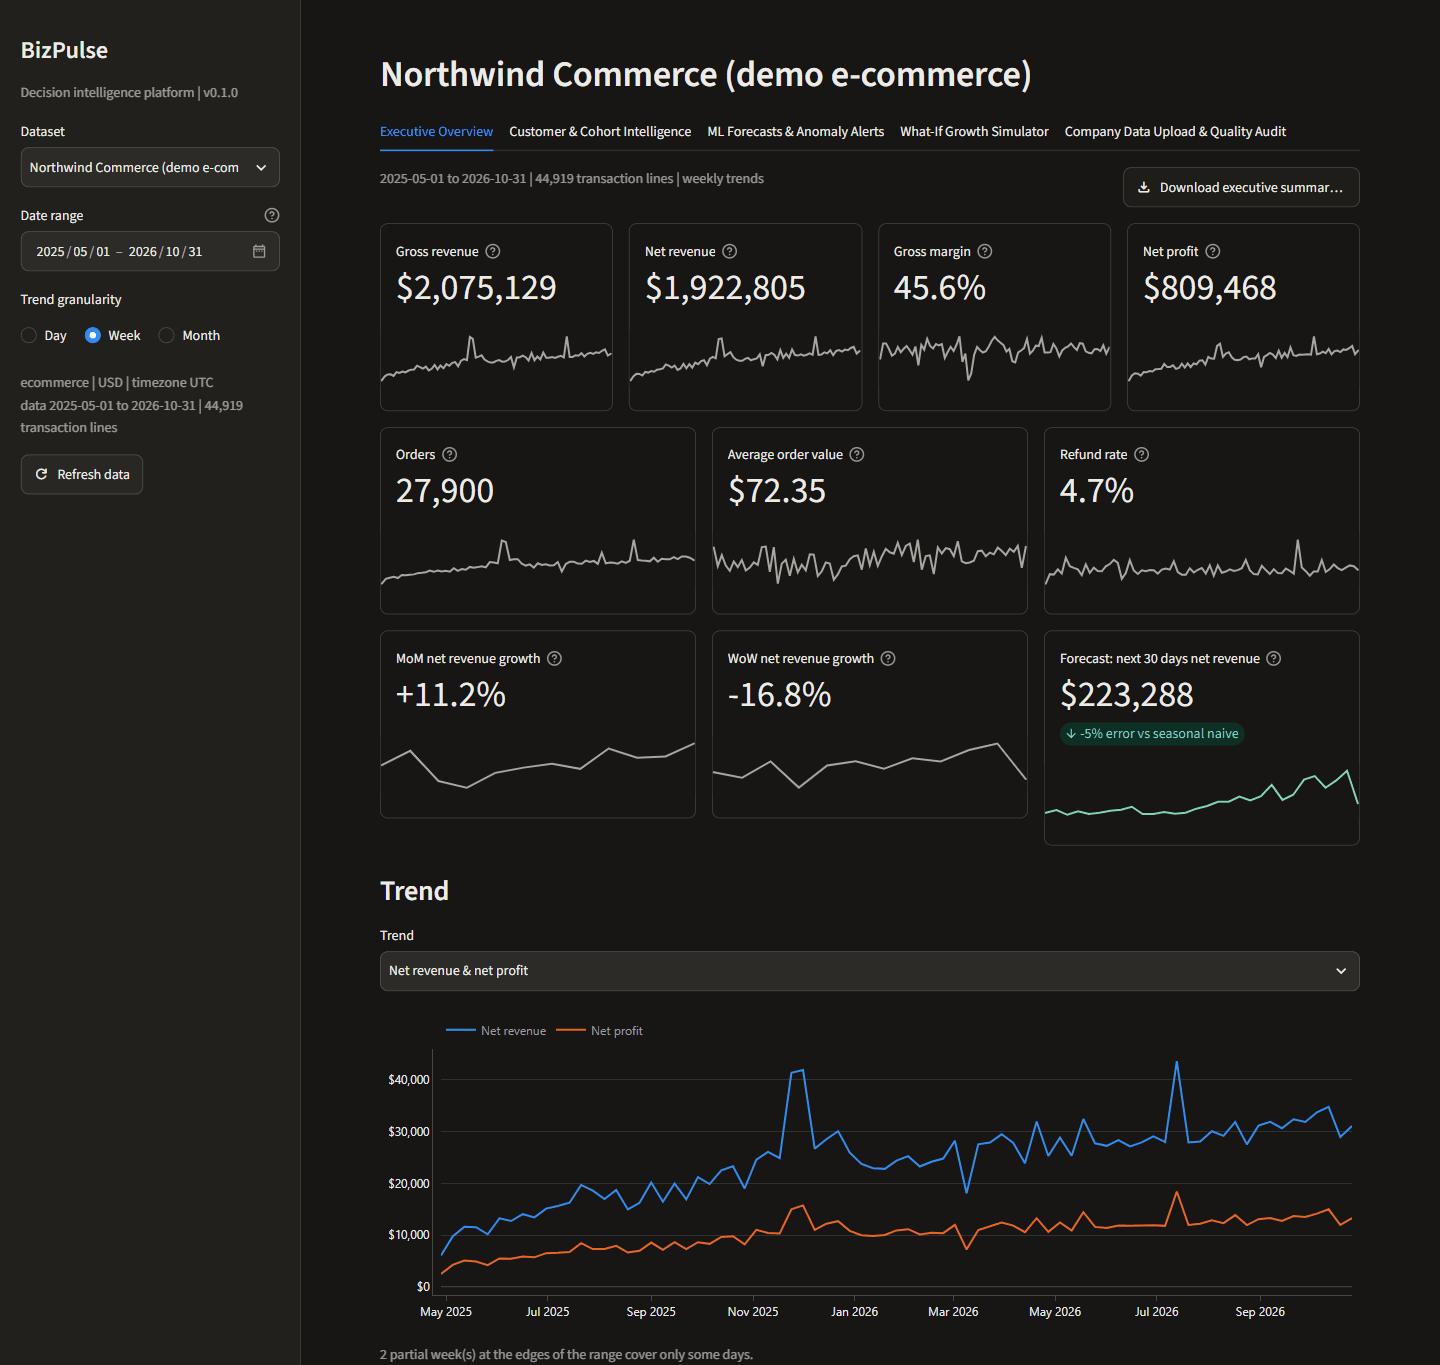 BizPulse
Decision intelligence platform | v0.1.0
Dataset
Northwind Commerce (demo e-com
Date range
2025/05/01 – 2026/10/31
Trend granularity
Day
Week
Month
ecommerce | USD | timezone UTC
data 2025-05-01 to 2026-10-31 | 44,919
transaction lines
Refresh data
Northwind Commerce (demo e-commerce)
Executive Overview
Customer & Cohort Intelligence
ML Forecasts & Anomaly Alerts
What-If Growth Simulator
Company Data Upload & Quality Audit
2025-05-01 to 2026-10-31 | 44,919 transaction lines | weekly trends
Download executive summar...
Gross revenue
$2,075,129
Net revenue
$1,922,805
Gross margin
45.6%
Net profit
$809,468
Orders
27,900
Average order value
$72.35
Refund rate
4.7%
MoM net revenue growth
+11.2%
WoW net revenue growth
-16.8%
Forecast: next 30 days net revenue
$223,288
↓ -5% error vs seasonal naive
Trend
Trend
Net revenue & net profit
Net revenue
Net profit
$40,000
$30,000
$20,000
$10,000
$0
May 2025
Jul 2025
Sep 2025
Nov 2025
Jan 2026
Mar 2026
May 2026
Jul 2026
Sep 2026
2 partial week(s) at the edges of the range cover only some days.